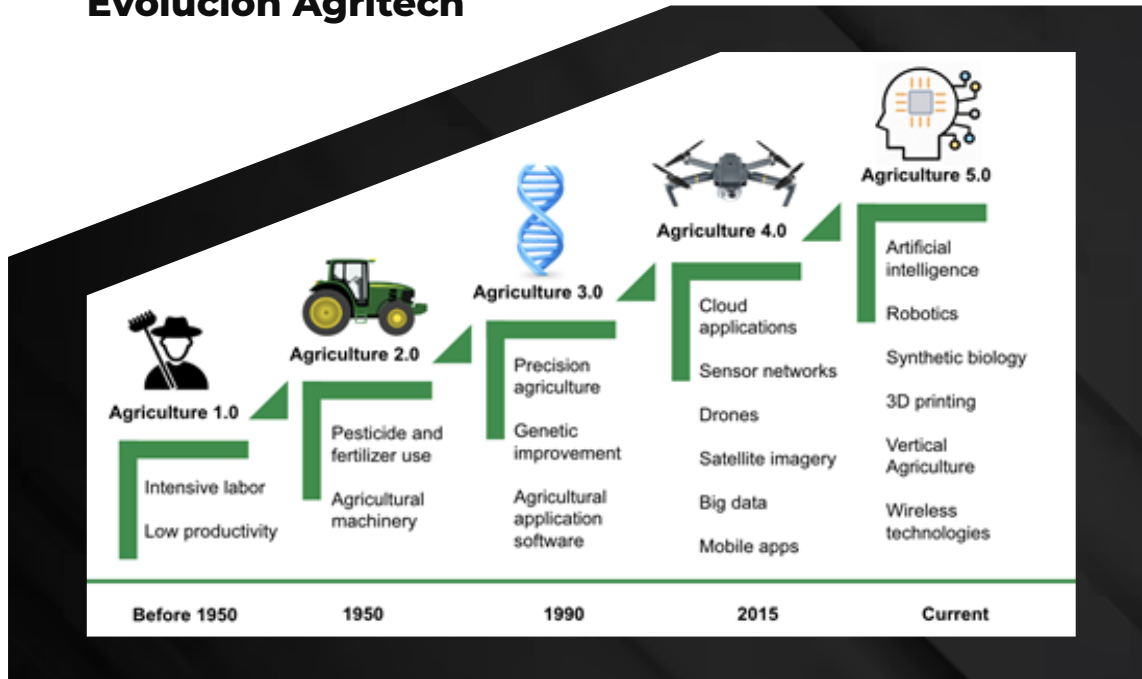 Evolución Agritech
Agriculture 1.0
Intensive labor
Low productivity
Before 1950
Agriculture 2.0
Pesticide and
fertilizer use
Agricultural
machinery
1950
Agriculture 3.0
Precision
agriculture
Genetic
improvement
Agricultural
application
software
1990
Agriculture 4.0
Cloud
applications
Sensor networks
Drones
Satellite imagery
Big data
Mobile apps
2015
Agriculture 5.0
Artificial
intelligence
Robotics
Synthetic biology
3D printing
Vertical
Agriculture
Wireless
technologies
Current